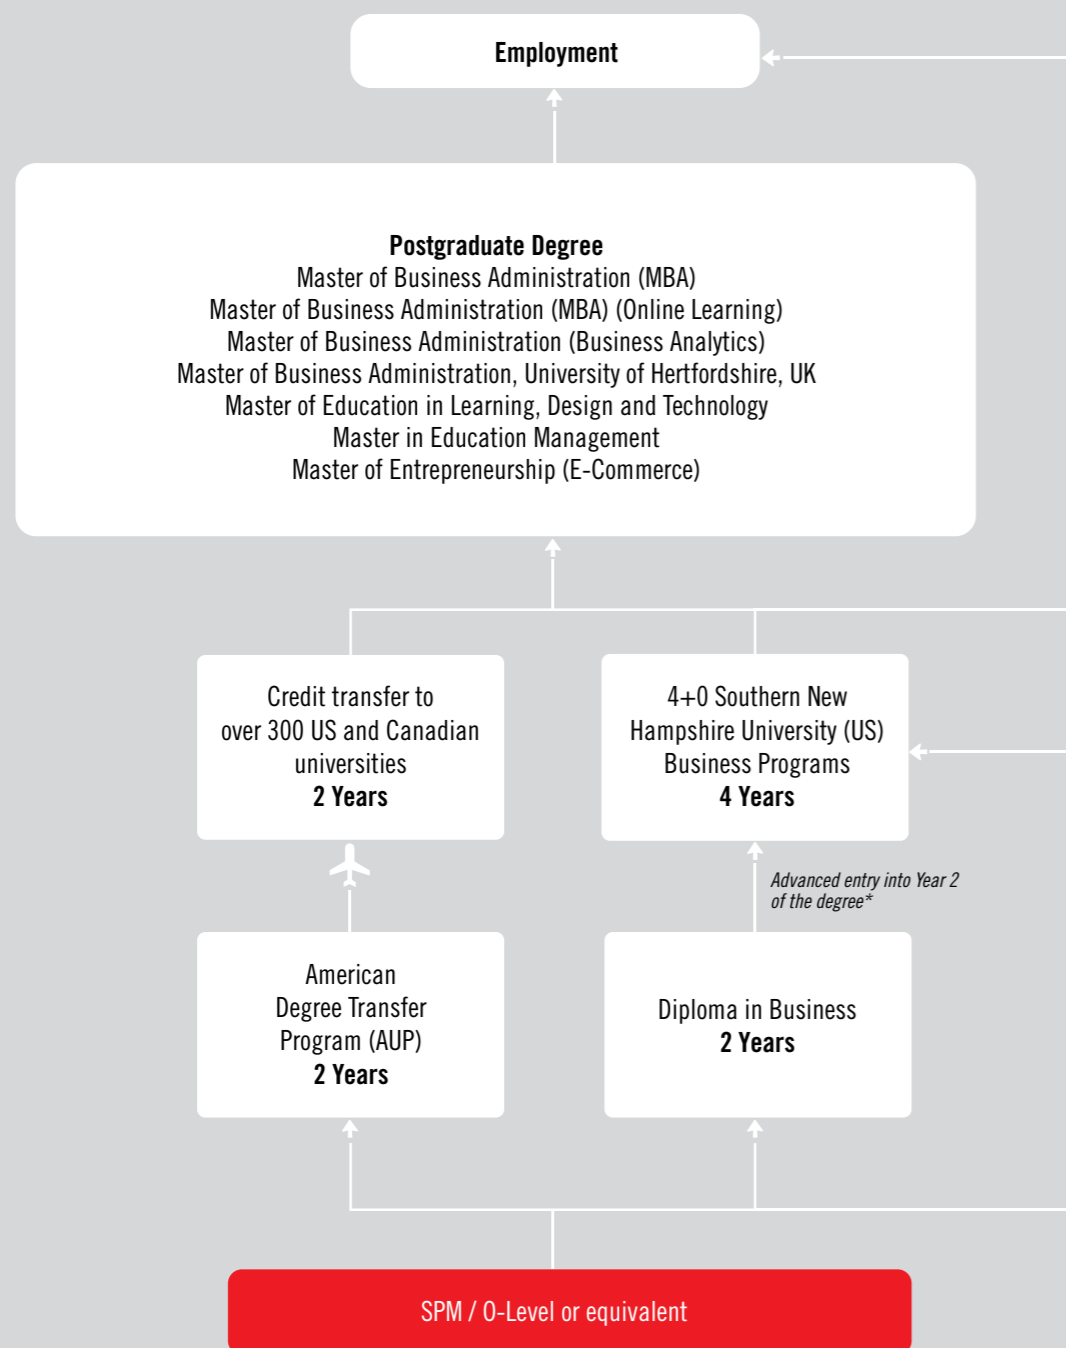 Employment
Postgraduate Degree
Master of Business Administration (MBA)
Master of Business Administration (MBA) (Online Learning)
Master of Business Administration (Business Analytics)
Master of Business Administration, University of Hertfordshire, UK
Master of Education in Learning, Design and Technology
Master in Education Management
Master of Entrepreneurship (E-Commerce)
Credit transfer to
over 300 US and Canadian
universities
2 Years
4+0 Southern New
Hampshire University (US)
Business Programs
4 Years
Advanced entry into Year 2
of the degree*
American
Degree Transfer
Program (AUP)
2 Years
Diploma in Business
2 Years
SPM / O-Level or equivalent